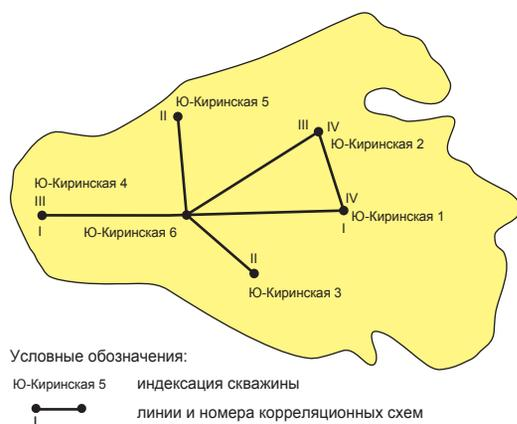 Ю-Киринская 5
II
III IV
Ю-Киринская 2
Ю-Киринская 4
III
I
Ю-Киринская 6
IV
I
Ю-Киринская 1
II
Ю-Киринская 3
Условные обозначения:
Ю-Киринская 5 индексация скважины
I линии и номера корреляционных схем